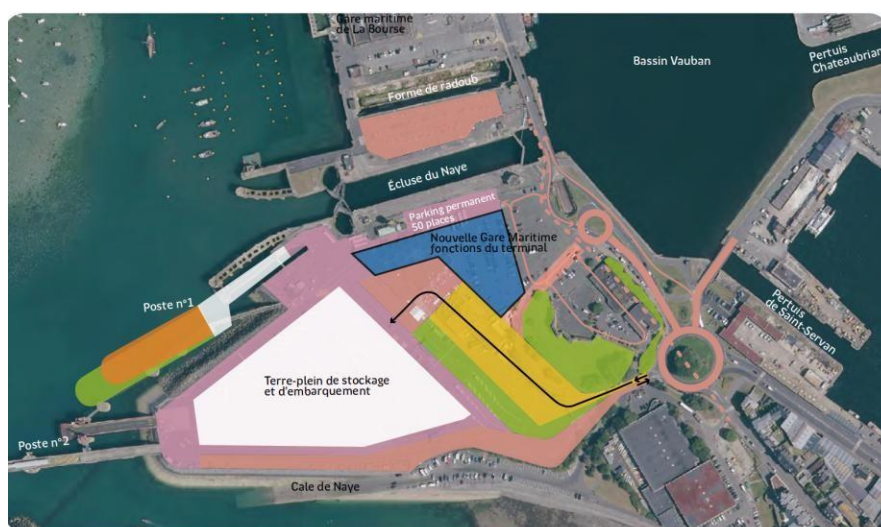 Gare maritime
de La Bourse
Bassin Vauban
Pertuis
Chateaubrian
Forme de radoub
Écluse du Naye
Parking permanent
50 places
Nouvelle Gare Maritime
fonctions du terminal
Poste n°1
Pertuis
de Saint-Servan
Terre-plein de stockage
et d'embarquement
Poste n°2
Cale de Naye